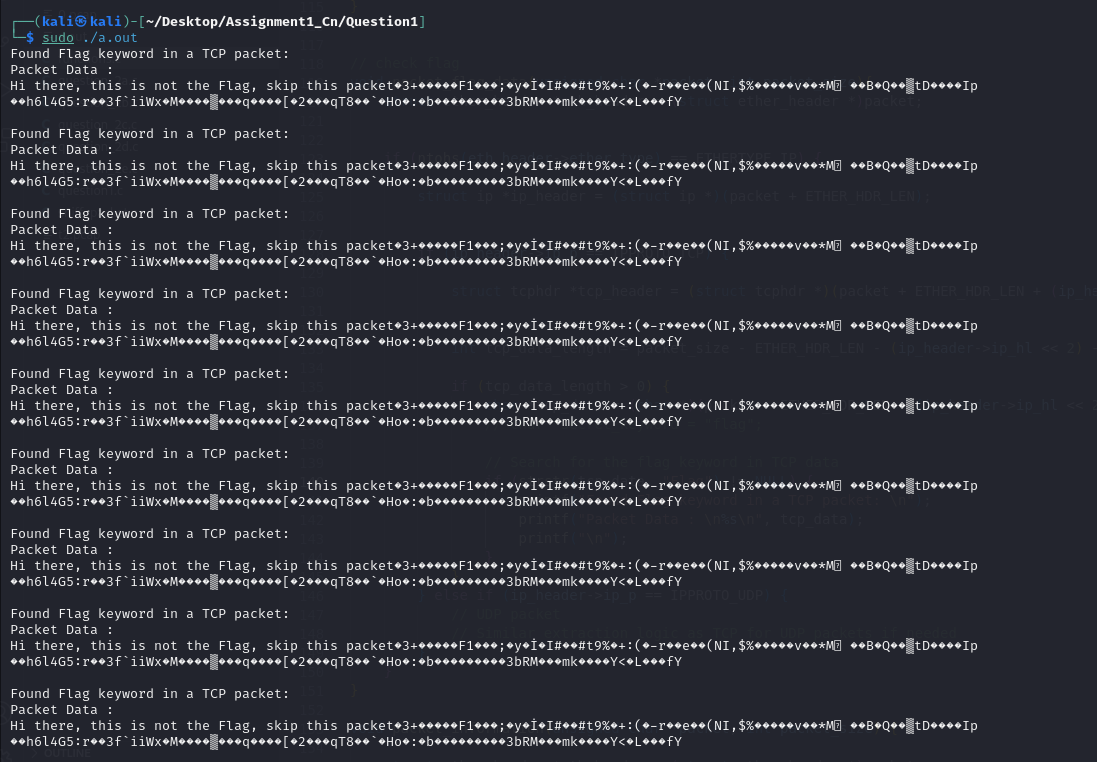 ┌──(kali㉿kali)-[~/Desktop/Assignment1_Cn/Question1]
└─$ sudo ./a.out
Found Flag keyword in a TCP packet:
Packet Data :
Hi there, this is not the Flag, skip this packet�3+�����F1���;�y�İ�I#��#t9%�+:(�-r��e��(NI,$%�����v��*M ��B�Q��▒tD����Ip
��h6l4G5:r��3f`iiWx�M����▒���q����[�2���qT8��`�Ho�:�b���������3bRM���mk����Y<�L���fY
Found Flag keyword in a TCP packet:
Packet Data :
Hi there, this is not the Flag, skip this packet�3+�����F1���;�y�İ�I#��#t9%�+:(�-r��e��(NI,$%�����v��*M ��B�Q��▒tD����Ip
��h6l4G5:r��3f`iiWx�M����▒���q����[�2���qT8��`�Ho�:�b���������3bRM���mk����Y<�L���fY
Found Flag keyword in a TCP packet:
Packet Data :
Hi there, this is not the Flag, skip this packet�3+�����F1���;�y�İ�I#��#t9%�+:(�-r��e��(NI,$%�����v��*M ��B�Q��▒tD����Ip
��h6l4G5:r��3f`iiWx�M����▒���q����[�2���qT8��`�Ho�:�b���������3bRM���mk����Y<�L���fY
Found Flag keyword in a TCP packet:
Packet Data :
Hi there, this is not the Flag, skip this packet�3+�����F1���;�y�İ�I#��#t9%�+:(�-r��e��(NI,$%�����v��*M ��B�Q��▒tD����Ip
��h6l4G5:r��3f`iiWx�M����▒���q����[�2���qT8��`�Ho�:�b���������3bRM���mk����Y<�L���fY
Found Flag keyword in a TCP packet:
Packet Data :
Hi there, this is not the Flag, skip this packet�3+�����F1���;�y�İ�I#��#t9%�+:(�-r��e��(NI,$%�����v��*M ��B�Q��▒tD����Ip
��h6l4G5:r��3f`iiWx�M����▒���q����[�2���qT8��`�Ho�:�b���������3bRM���mk����Y<�L���fY
Found Flag keyword in a TCP packet:
Packet Data :
Hi there, this is not the Flag, skip this packet�3+�����F1���;�y�İ�I#��#t9%�+:(�-r��e��(NI,$%�����v��*M ��B�Q��▒tD����Ip
��h6l4G5:r��3f`iiWx�M����▒���q����[�2���qT8��`�Ho�:�b���������3bRM���mk����Y<�L���fY
Found Flag keyword in a TCP packet:
Packet Data :
Hi there, this is not the Flag, skip this packet�3+�����F1���;�y�İ�I#��#t9%�+:(�-r��e��(NI,$%�����v��*M ��B�Q��▒tD����Ip
��h6l4G5:r��3f`iiWx�M����▒���q����[�2���qT8��`�Ho�:�b���������3bRM���mk����Y<�L���fY
Found Flag keyword in a TCP packet:
Packet Data :
Hi there, this is not the Flag, skip this packet�3+�����F1���;�y�İ�I#��#t9%�+:(�-r��e��(NI,$%�����v��*M ��B�Q��▒tD����Ip
��h6l4G5:r��3f`iiWx�M����▒���q����[�2���qT8��`�Ho�:�b���������3bRM���mk����Y<�L���fY
Found Flag keyword in a TCP packet:
Packet Data :
Hi there, this is not the Flag, skip this packet�3+�����F1���;�y�İ�I#��#t9%�+:(�-r��e��(NI,$%�����v��*M ��B�Q��▒tD����Ip
��h6l4G5:r��3f`iiWx�M����▒���q����[�2���qT8��`�Ho�:�b���������3bRM���mk����Y<�L���fY